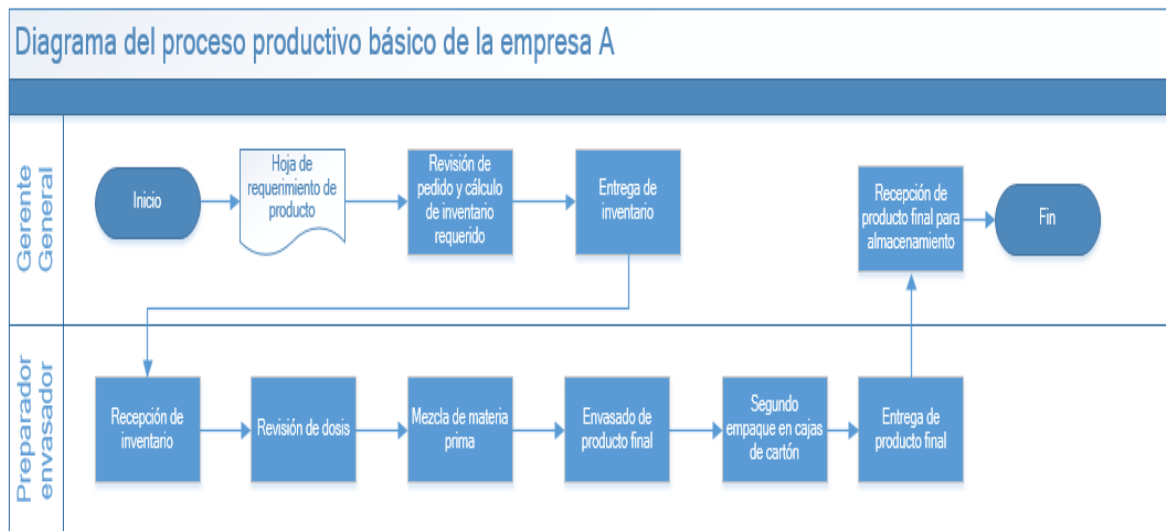 Diagrama del proceso productivo básico de la empresa A
Gerente
General
Inicio
Hoja de
requerimiento de
producto
Revisión de
pedido y cálculo
de inventario
requerido
Entrega de
inventario
Recepción de
producto final para
almacenamiento
Fin
Preparador
envasador
Recepción de
inventario
Revisión de dosis
Mezcla de materia
prima
Envasado de
producto final
Segundo
empaque en cajas
de cartón
Entrega de
producto final